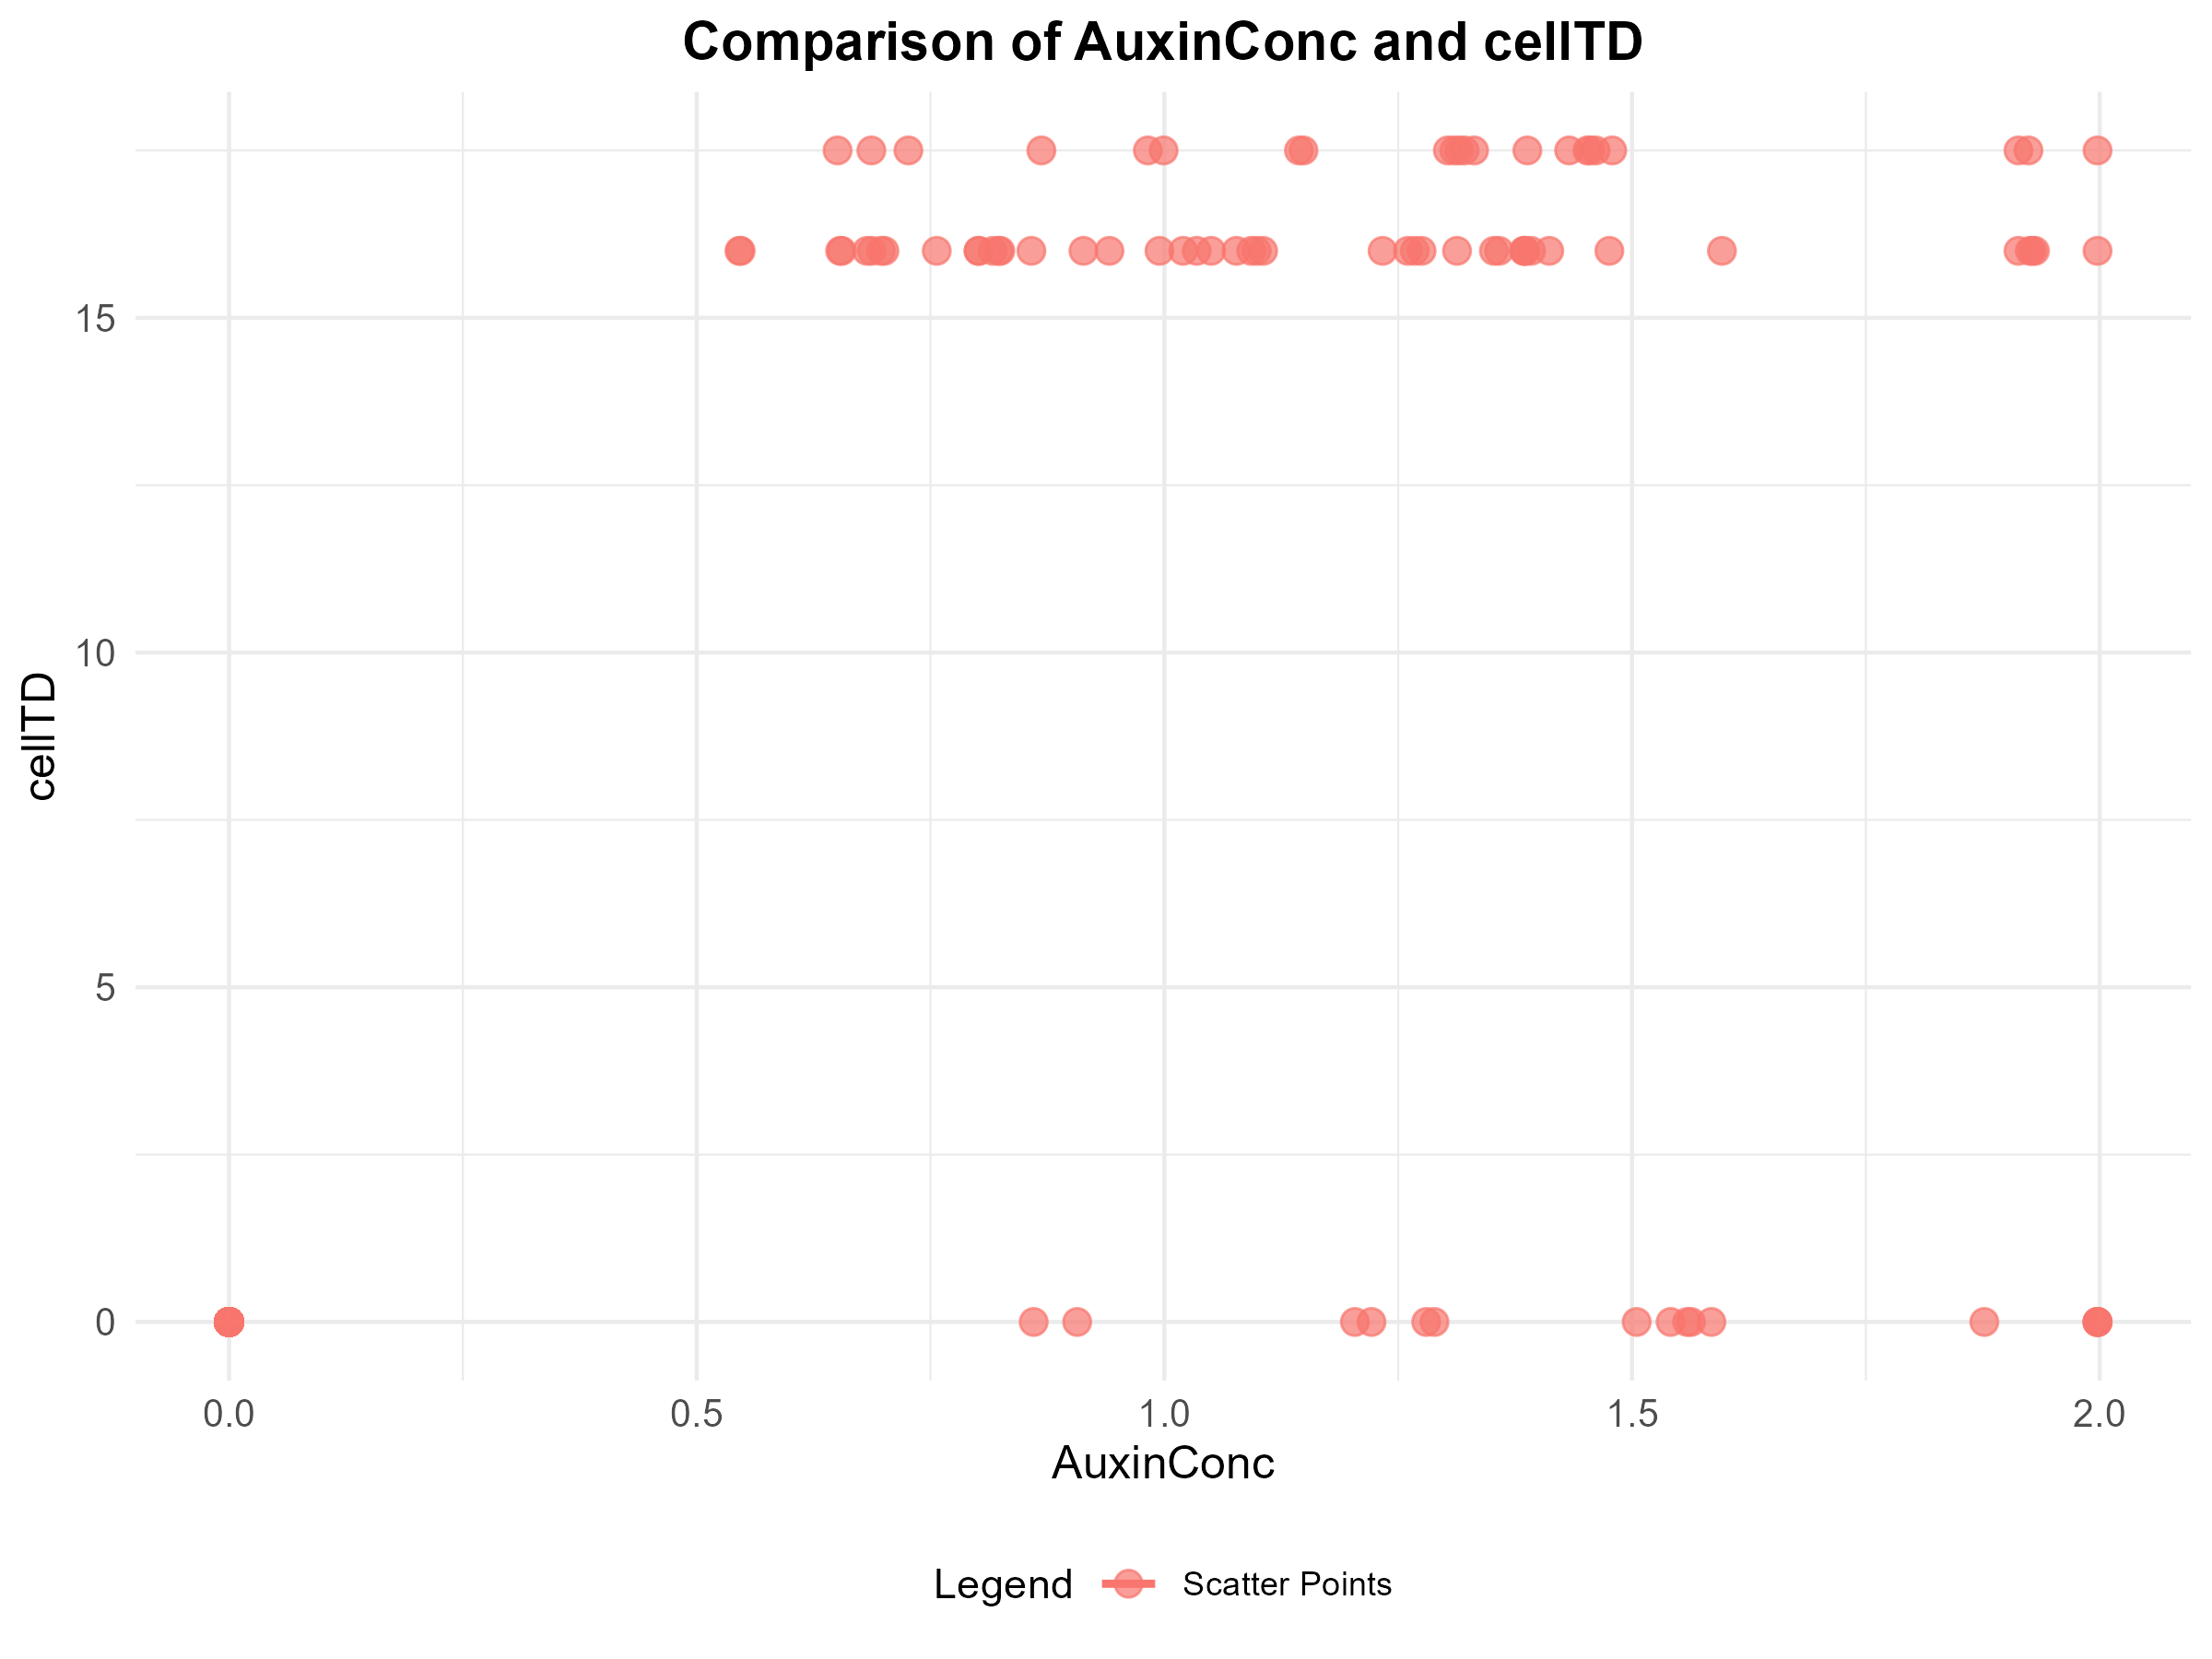 Comparison of AuxinConc and cellTD
cellTD
15
10
5
0
0.0 0.5 1.0 1.5 2.0
AuxinConc
Legend Scatter Points